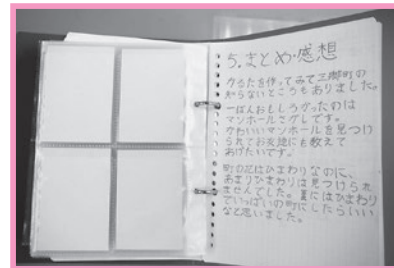 5.まとめ・感想
かるたを作ってみて三郷町の
知らないところもありました。
一ばんおもしろかったのは
マンホールさがしです。
かわいいマンホールを見つけ
られてお友達にも教えて
あげたいです。
町の花はひまわりなのに、
あまりひまわりは見つけられ
ませんでした。夏にはひまわり
でいっぱいの町にしたらいい
なと思いました。